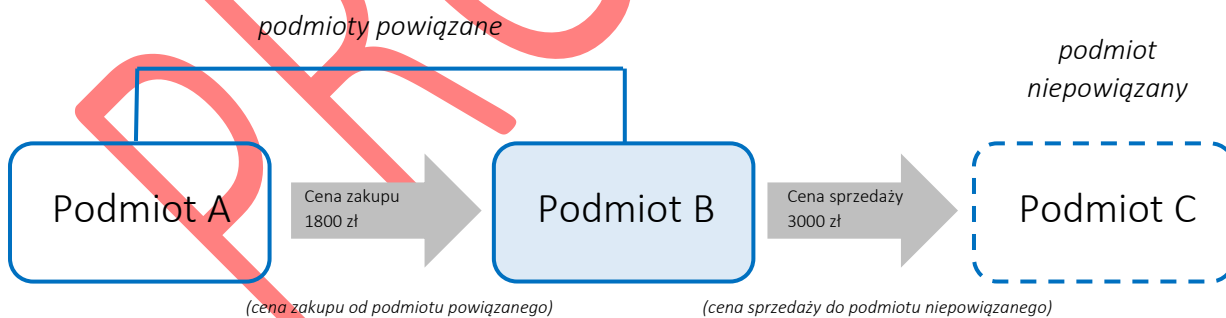 podmioty powiązane
podmiot
niepowiązany
Podmiot A
Cena zakupu
1800 zł
Podmiot B
Cena sprzedaży
3000 zł
Podmiot C
(cena zakupu od podmiotu powiązanego)
(cena sprzedaży do podmiotu niepowiązanego)